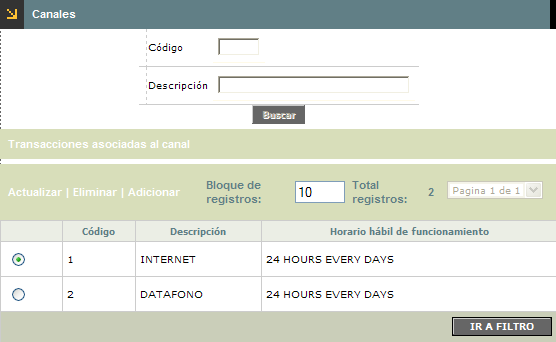 Canales
Código
Descripción
Buscar
Transacciones asociadas al canal
Actualizar | Eliminar | Adicionar Bloque de registros: 10 Total registros: 2 Pagina 1 de 1
Código Descripción Horario hábil de funcionamiento
1 INTERNET 24 HOURS EVERY DAYS
2 DATAFONO 24 HOURS EVERY DAYS
IR A FILTRO